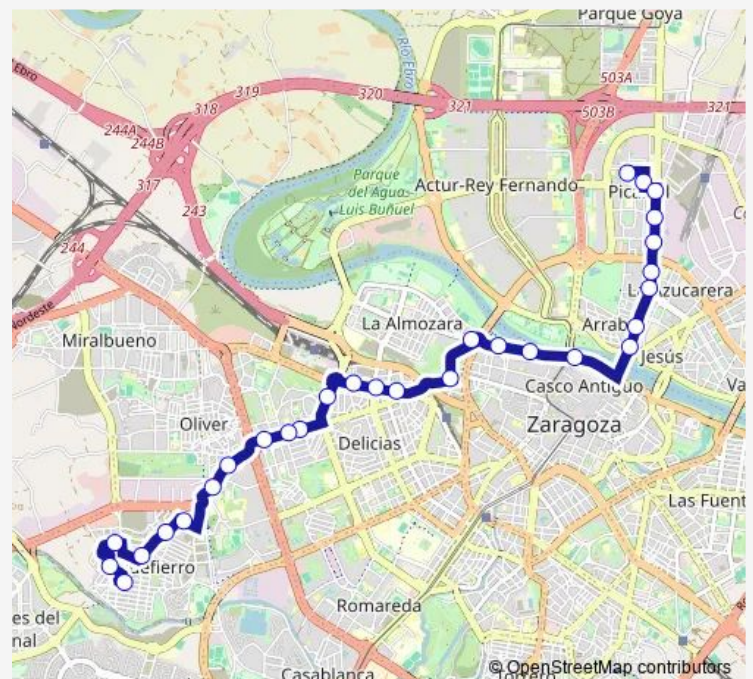 Parque Goya
Ebro
Río Ebro
503A
318
319
320
321
503B
321
244A
244B
317
Parque
del Agua
Luis Buñuel
Actur-Rey Fernando
243
244
Nordeste
La Almozara
Jesús
Miralbueno
Casco Antiguo
Oliver
Zaragoza
Delicias
Las Fuent
Romareda
Casablanca
© OpenStreetMap contributors